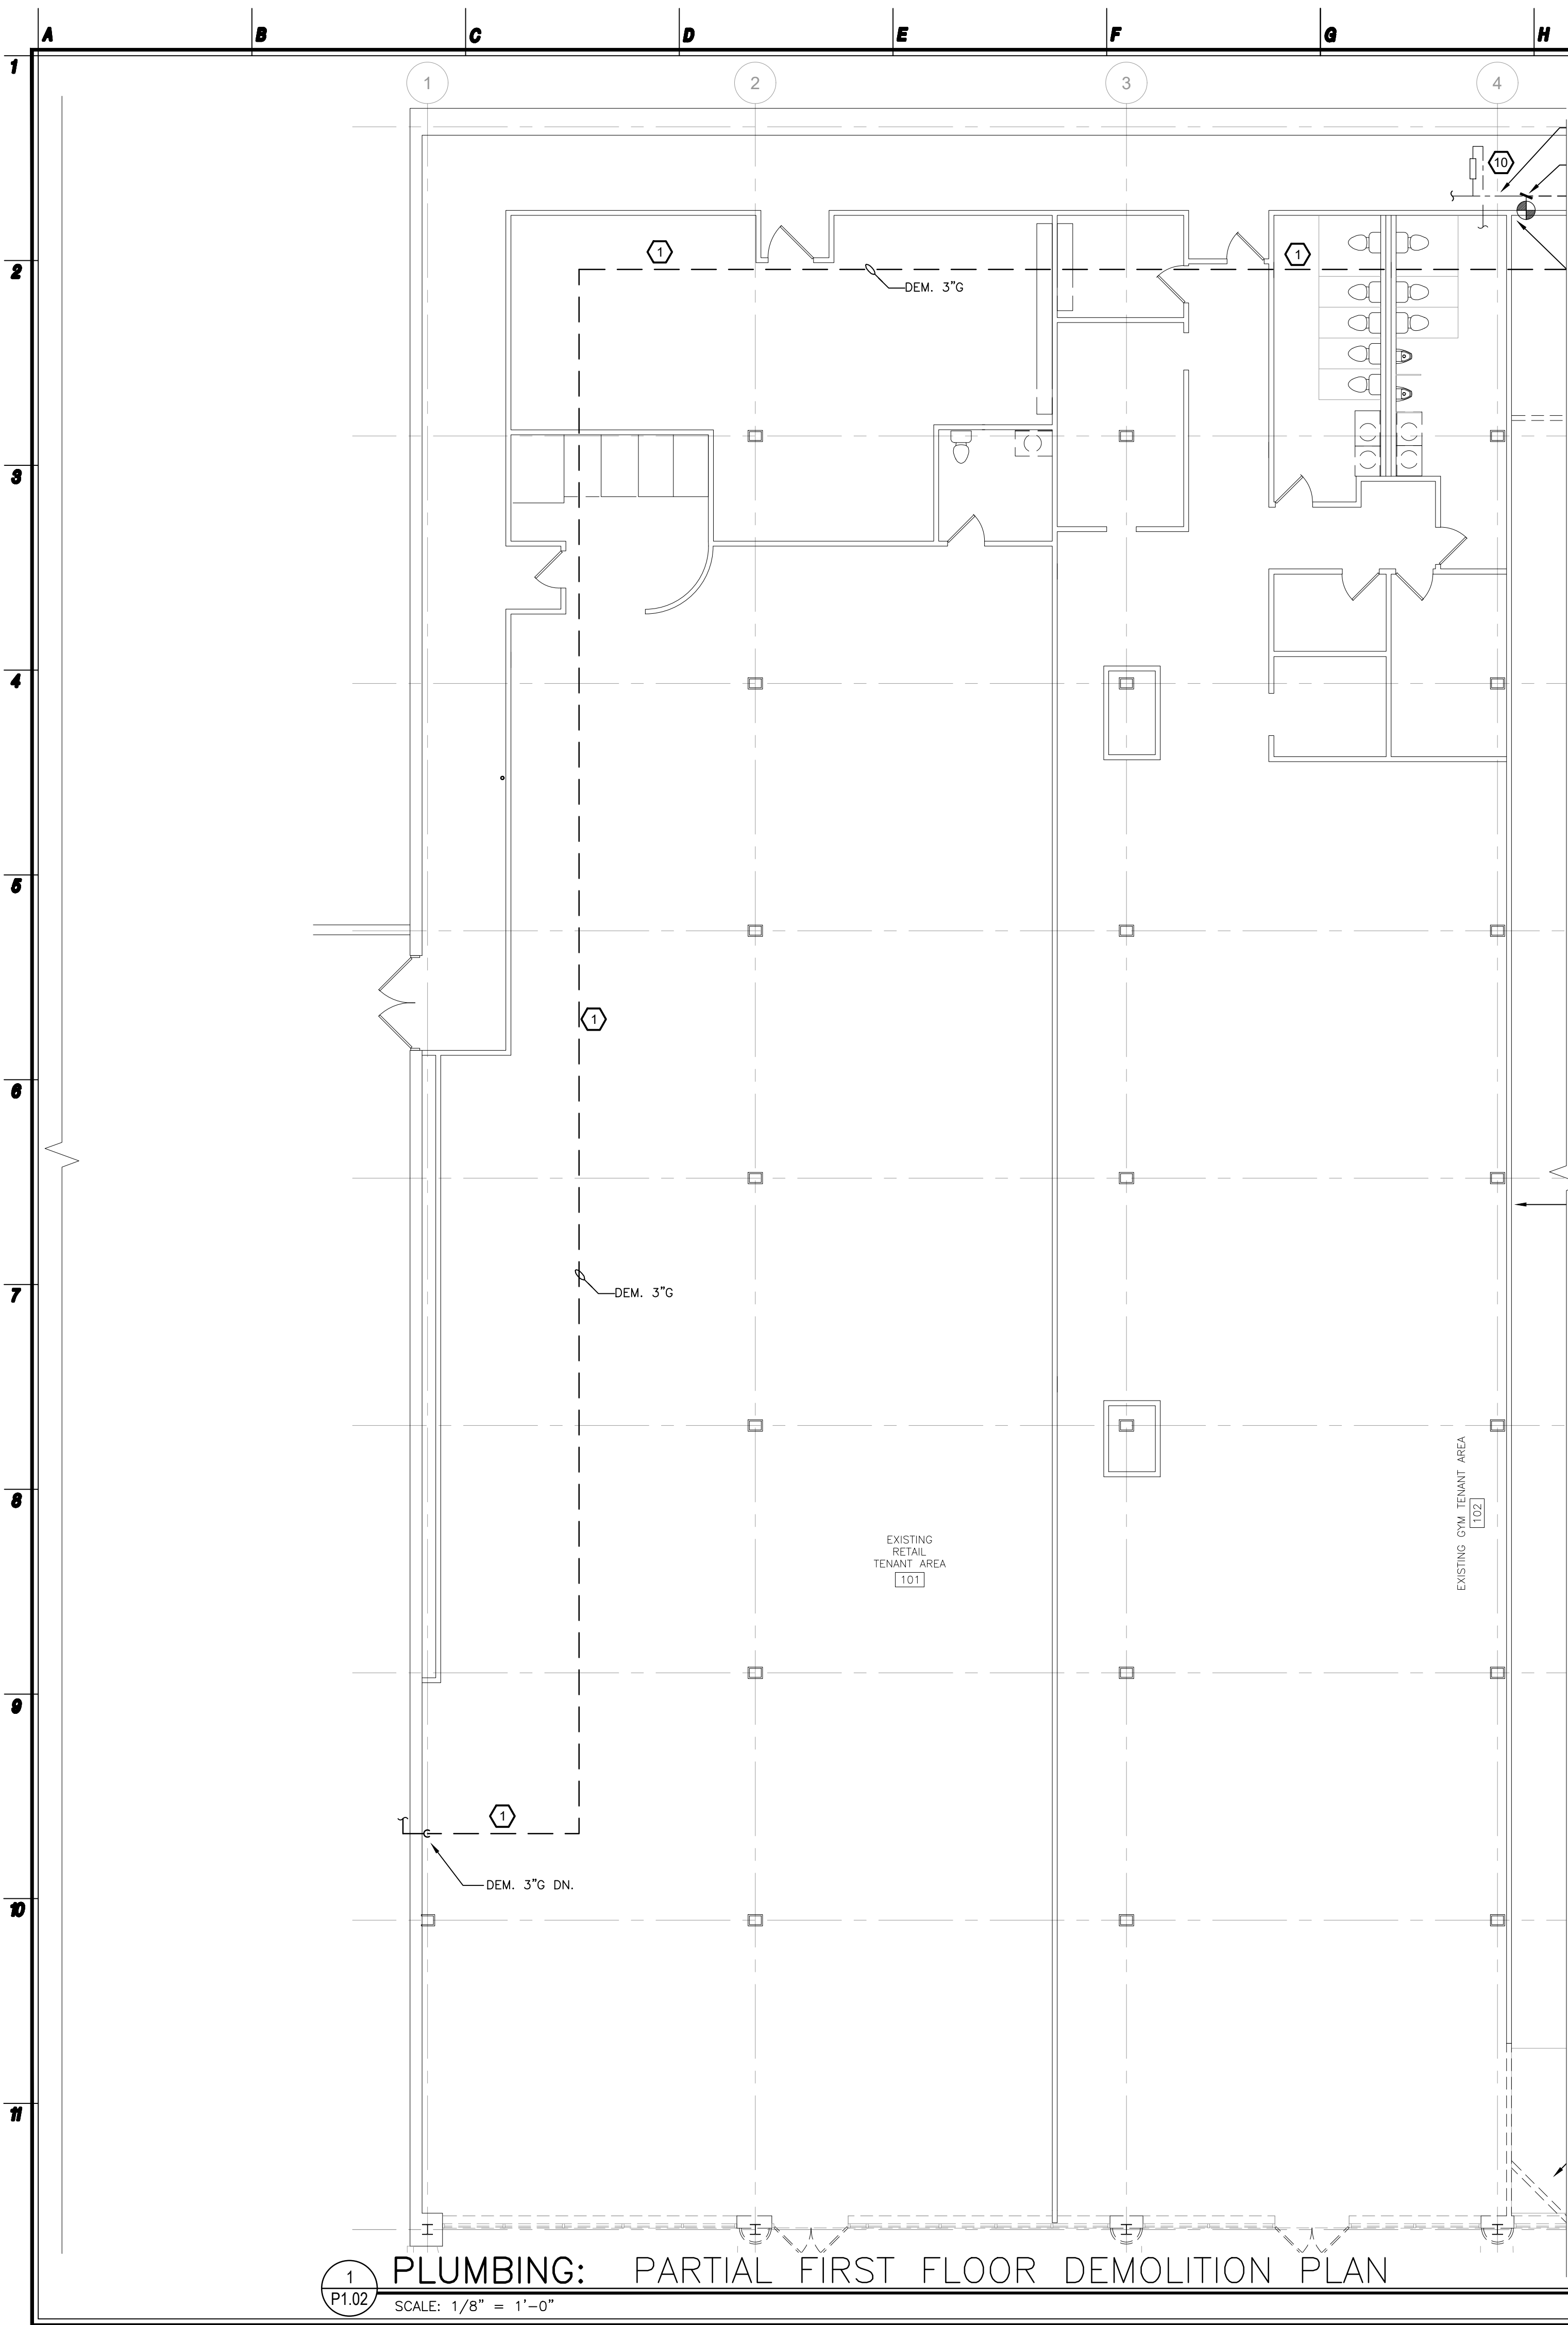 A B C D E F G H
1
1 2 3 4
10
1
1
2
DEM. 3"G
3
4
5
1
6
7
DEM. 3"G
EXISTING GYM TENANT AREA
102
8
EXISTING
RETAIL
TENANT AREA
101
9
1
DEM. 3"G DN.
10
11
1
P1.02
PLUMBING: PARTIAL FIRST FLOOR DEMOLITION PLAN
SCALE: 1/8" = 1'-0"